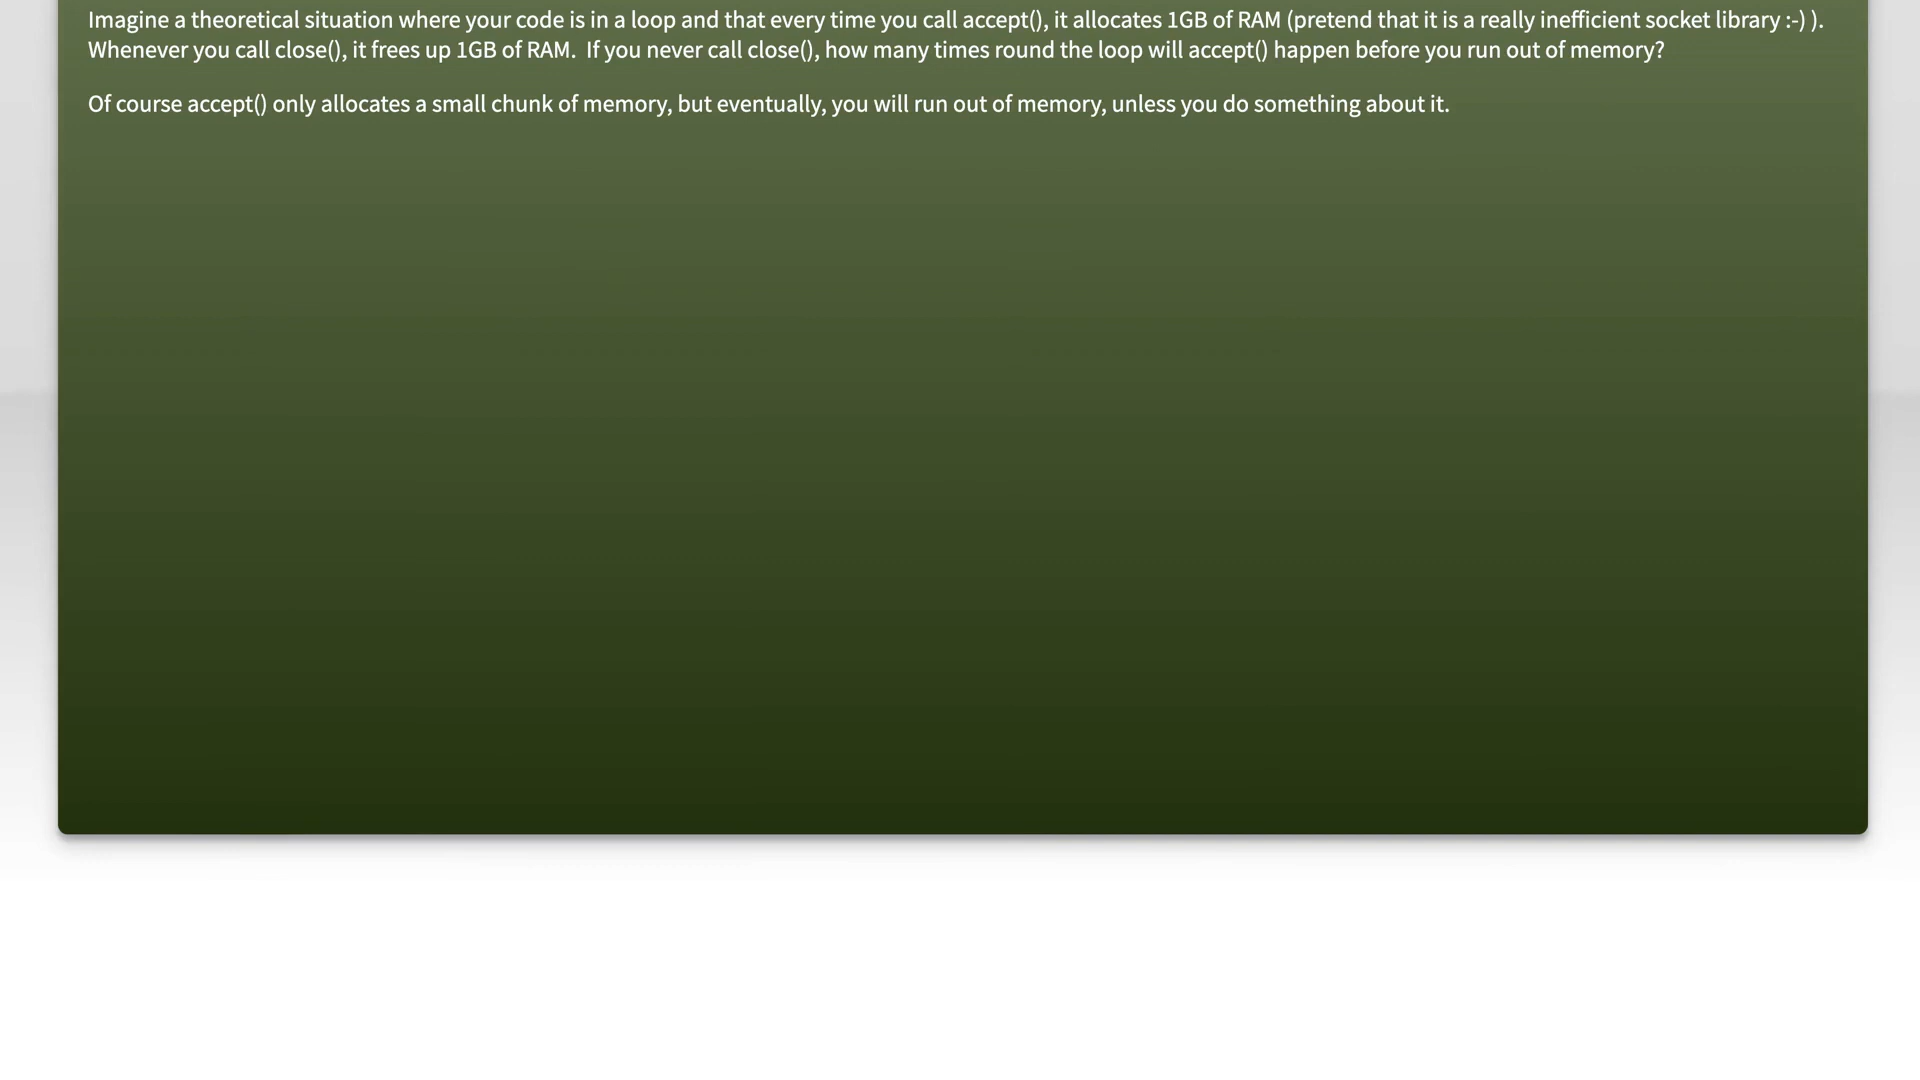 Imagine a theoretical situation where your code is in a loop and that every time you call accept(), it allocates 1GB of RAM (pretend that it is a really inefficient socket library :-) ).
Whenever you call close(), it frees up 1GB of RAM.  If you never call close(), how many times round the loop will accept() happen before you run out of memory?
Of course accept() only allocates a small chunk of memory, but eventually, you will run out of memory, unless you do something about it.